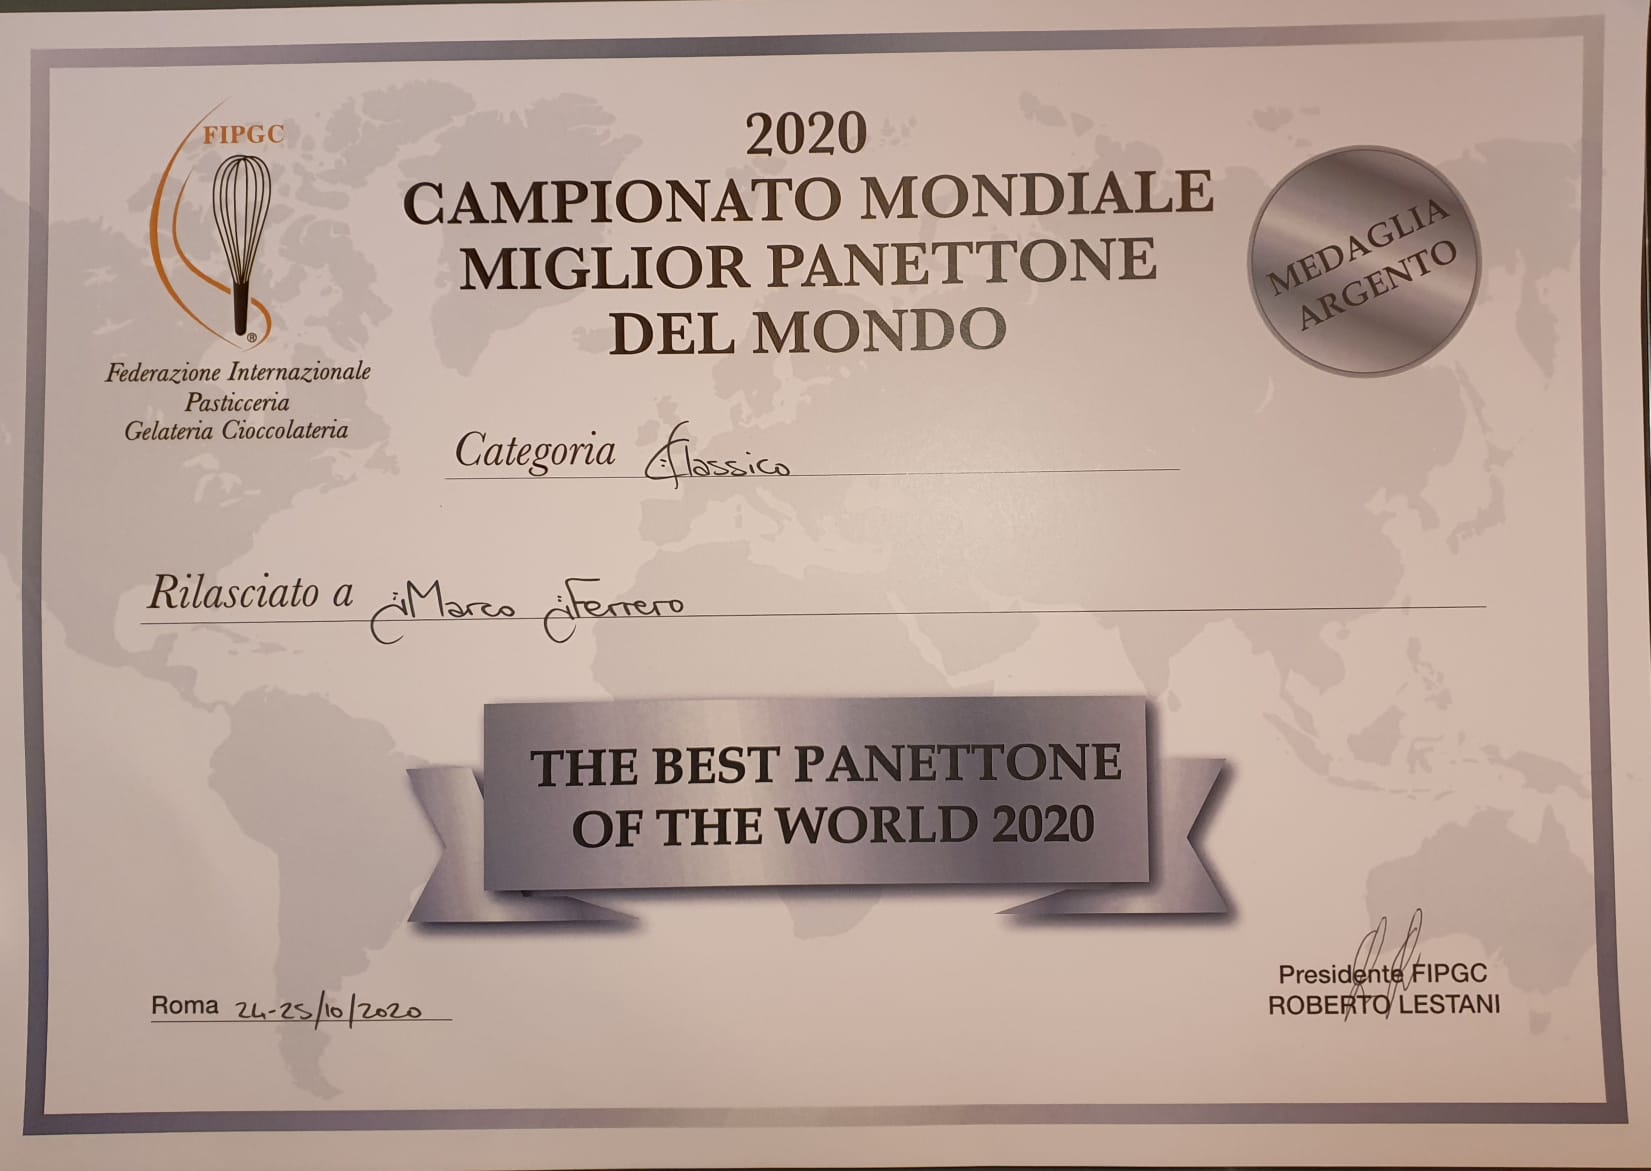 FIPGC
®
Federazione Internazionale
Pasticceria
Gelateria Cioccolateria
2020
CAMPIONATO MONDIALE
MIGLIOR PANETTONE
DEL MONDO
MEDAGLIA
ARGENTO
Categoria Classico
Rilasciato a Marco Ferrero
THE BEST PANETTONE
OF THE WORLD 2020
Roma 24-25/10/2020
Presidente FIPGC
ROBERTO LESTANI